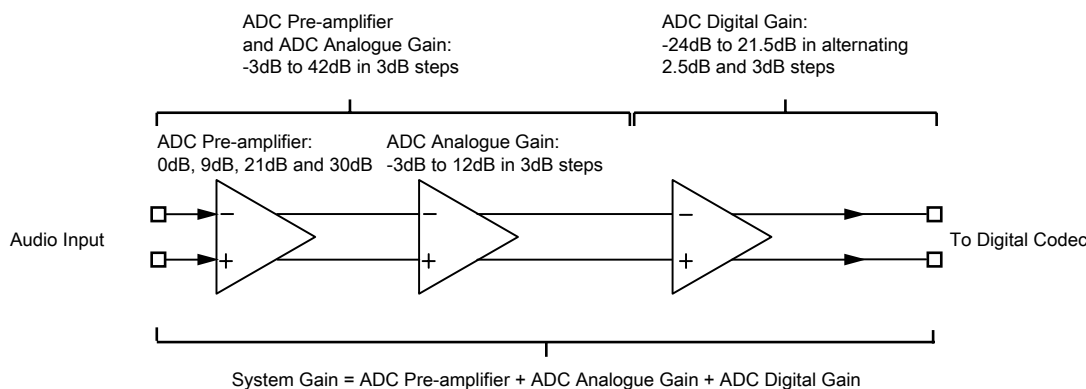 ADC Pre-amplifier
and ADC Analogue Gain:
-3dB to 42dB in 3dB steps
ADC Digital Gain:
-24dB to 21.5dB in alternating
2.5dB and 3dB steps
ADC Pre-amplifier:
0dB, 9dB, 21dB and 30dB
ADC Analogue Gain:
-3dB to 12dB in 3dB steps
Audio Input
- - -
+ + +
To Digital Codec
System Gain = ADC Pre-amplifier + ADC Analogue Gain + ADC Digital Gain